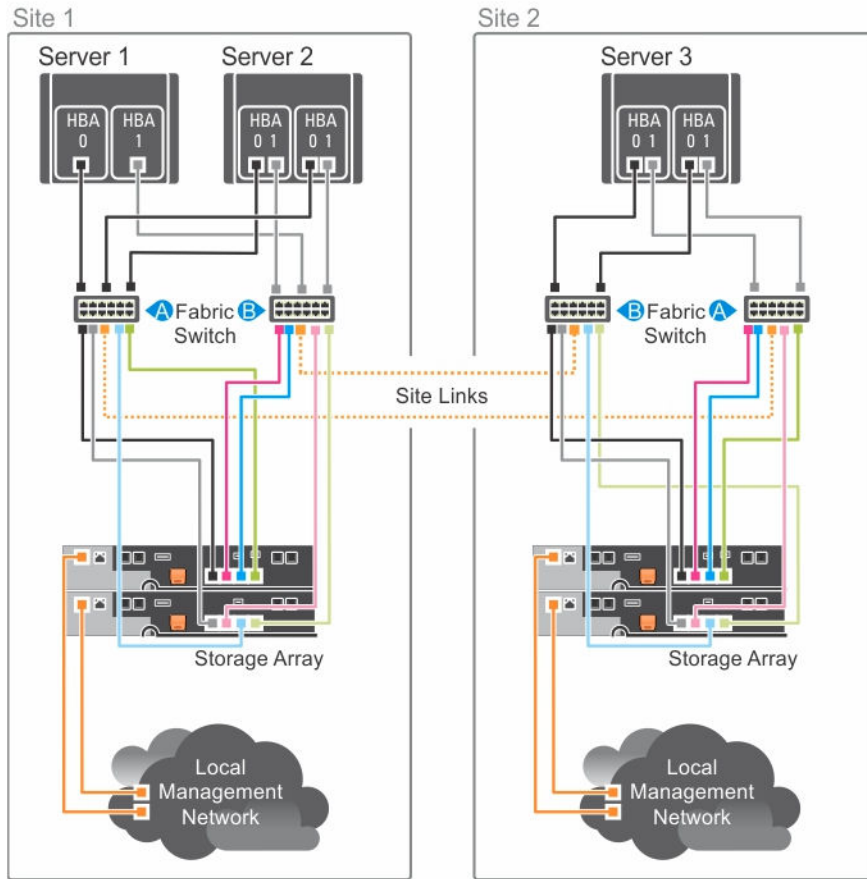 Site 1
Site 2
Server 1
Server 2
Server 3
HBA
0
HBA
1
HBA
0 1
HBA
0 1
HBA
0 1
HBA
0 1
A Fabric B
Switch
B Fabric A
Switch
Site Links
Storage Array
Storage Array
Local
Management
Network
Local
Management
Network